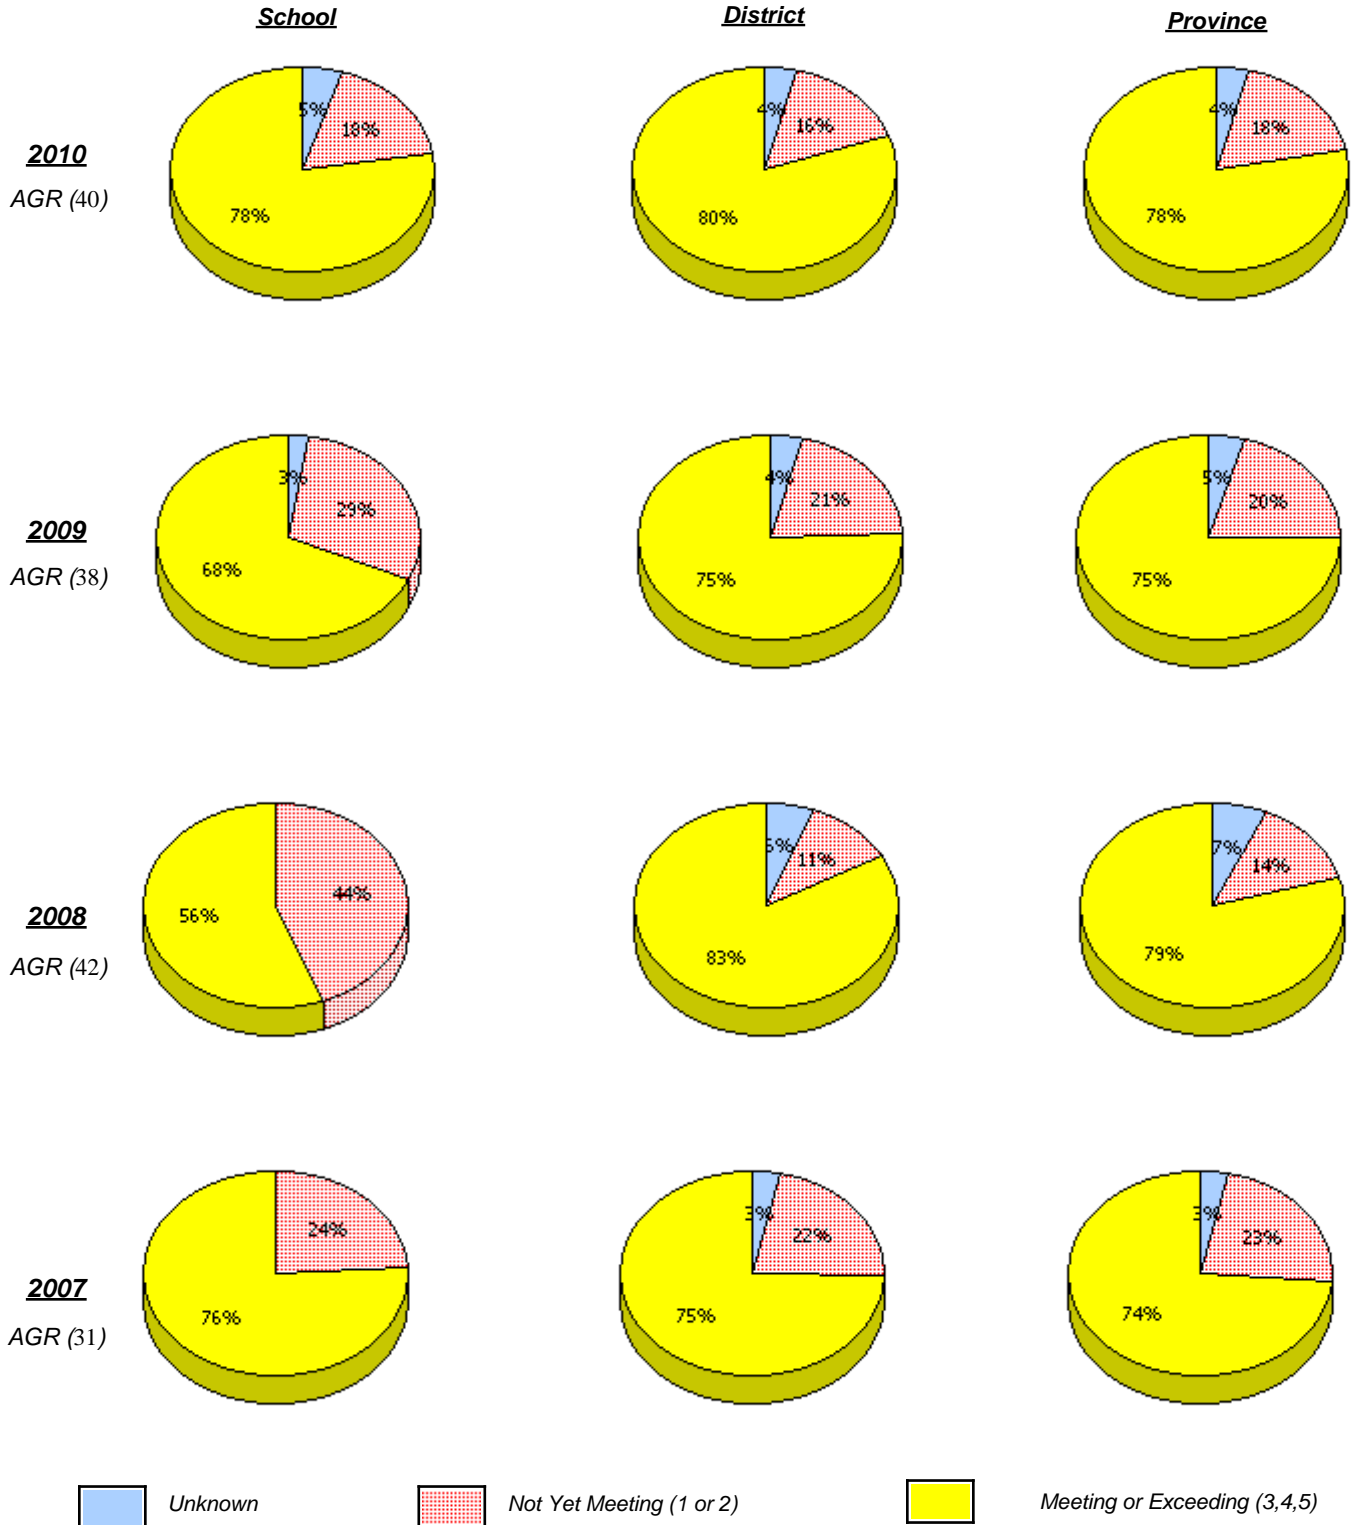 School District Province
5% 18% 78%
4% 16% 80%
4% 18% 78%
2010
AGR (40)
3% 29% 68%
4% 21% 75%
5% 20% 75%
2009
AGR (38)
44% 56%
11% 83%
7% 14% 79%
2008
AGR (42)
24% 76%
3% 22% 75%
3% 23% 74%
2007
AGR (31)
Unknown Not Yet Meeting (1 or 2) Meeting or Exceeding (3,4,5)